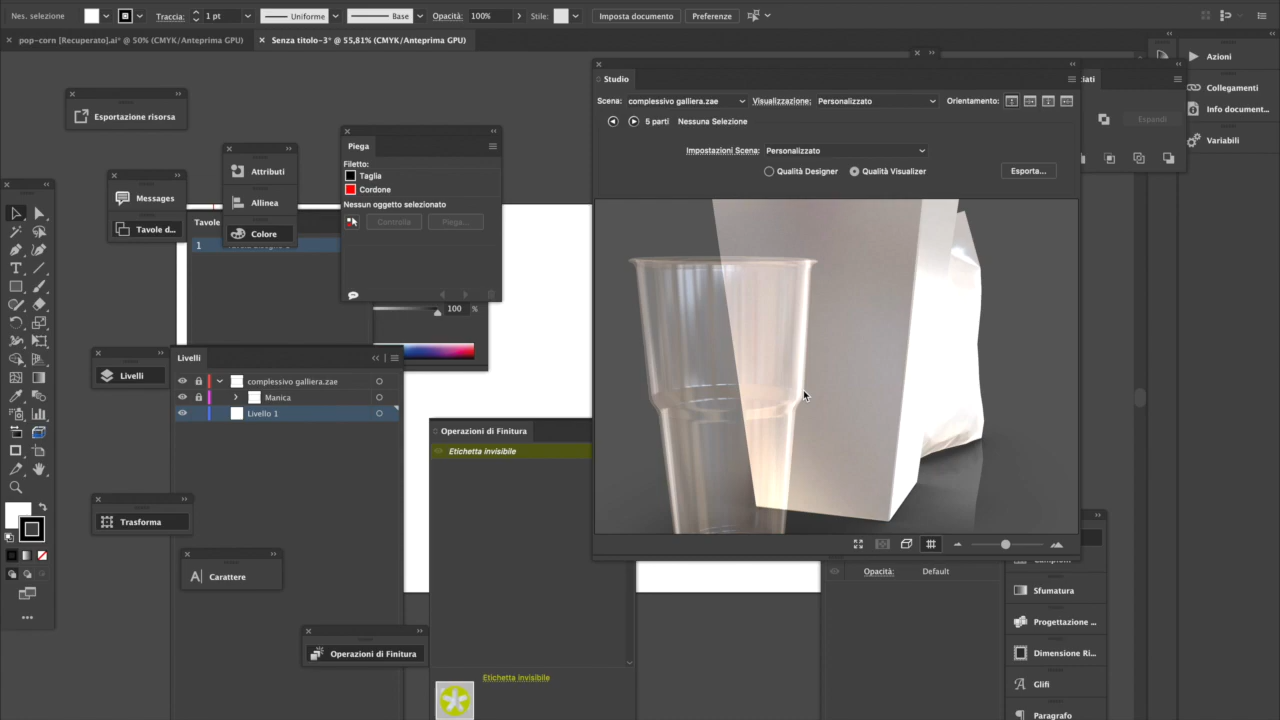 Nes. selezione
Traccia:
1 pt
Uniforme
Base
Opacità:
100%
Stile:
Imposta documento
Preferenze
pop-corn [Recuperato].ai* @ 50% (CMYK/Anteprima GPU)
Senza titolo-3* @ 55,81% (CMYK/Anteprima GPU)
Esportazione risorsa
Attributi
Allinea
Colore
Messages
Tavole d...
Tavole
1
Piega
Filetto:
Taglia
Cordone
Nessun oggetto selezionato
Controlla
Piega...
100
%
Livelli
Livelli
complessivo galliera.zae
Manica
Livello 1
Trasforma
Carattere
Operazioni di Finitura
Operazioni di Finitura
Etichetta invisibile
Etichetta invisibile
Studio
Scena:
complessivo galliera.zae
Visualizzazione:
Personalizzato
Orientamento:
5 parti
Nessuna Selezione
Impostazioni Scena:
Personalizzato
Qualità Designer
Qualità Visualizer
Esporta...
Espandi
Azioni
Collegamenti
Info document...
Variabili
Opacità:
Default
Sfumatura
Progettazione ...
Dimensione Ri...
Glifi
Paragrafo